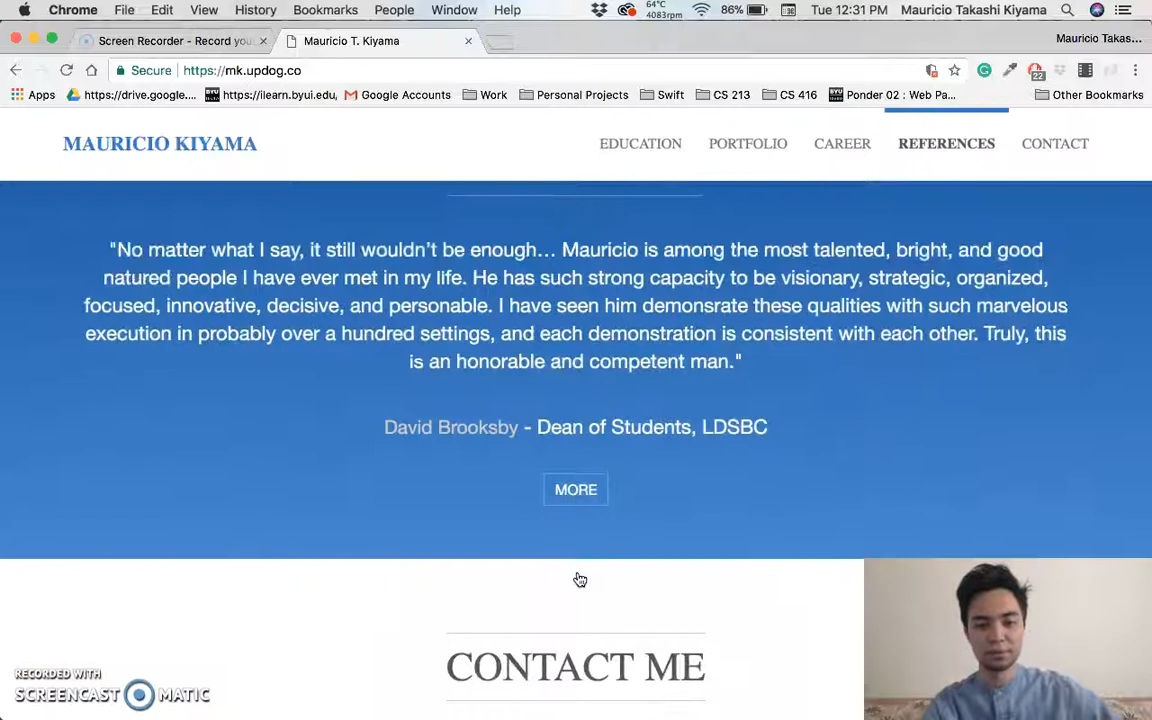 Chrome File Edit View History Bookmarks People Window Help 64°C 4083rpm 86% Tue 12:31 PM Mauricio Takashi Kiyama
Screen Recorder - Record you × Mauricio T. Kiyama × Mauricio Takas...
Secure https://mk.updog.co 22
Apps https://drive.google.... https://ilearn.byui.edu, Google Accounts Work Personal Projects Swift CS 213 CS 416 Ponder 02 : Web Pa... Other Bookmarks
MAURICIO KIYAMA EDUCATION PORTFOLIO CAREER REFERENCES CONTACT
"No matter what I say, it still wouldn't be enough… Mauricio is among the most talented, bright, and good
natured people I have ever met in my life. He has such strong capacity to be visionary, strategic, organized,
focused, innovative, decisive, and personable. I have seen him demonsrate these qualities with such marvelous
execution in probably over a hundred settings, and each demonstration is consistent with each other. Truly, this
is an honorable and competent man."
David Brooksby - Dean of Students, LDSBC
MORE
CONTACT ME
RECORDED WITH
SCREENCAST MATIC